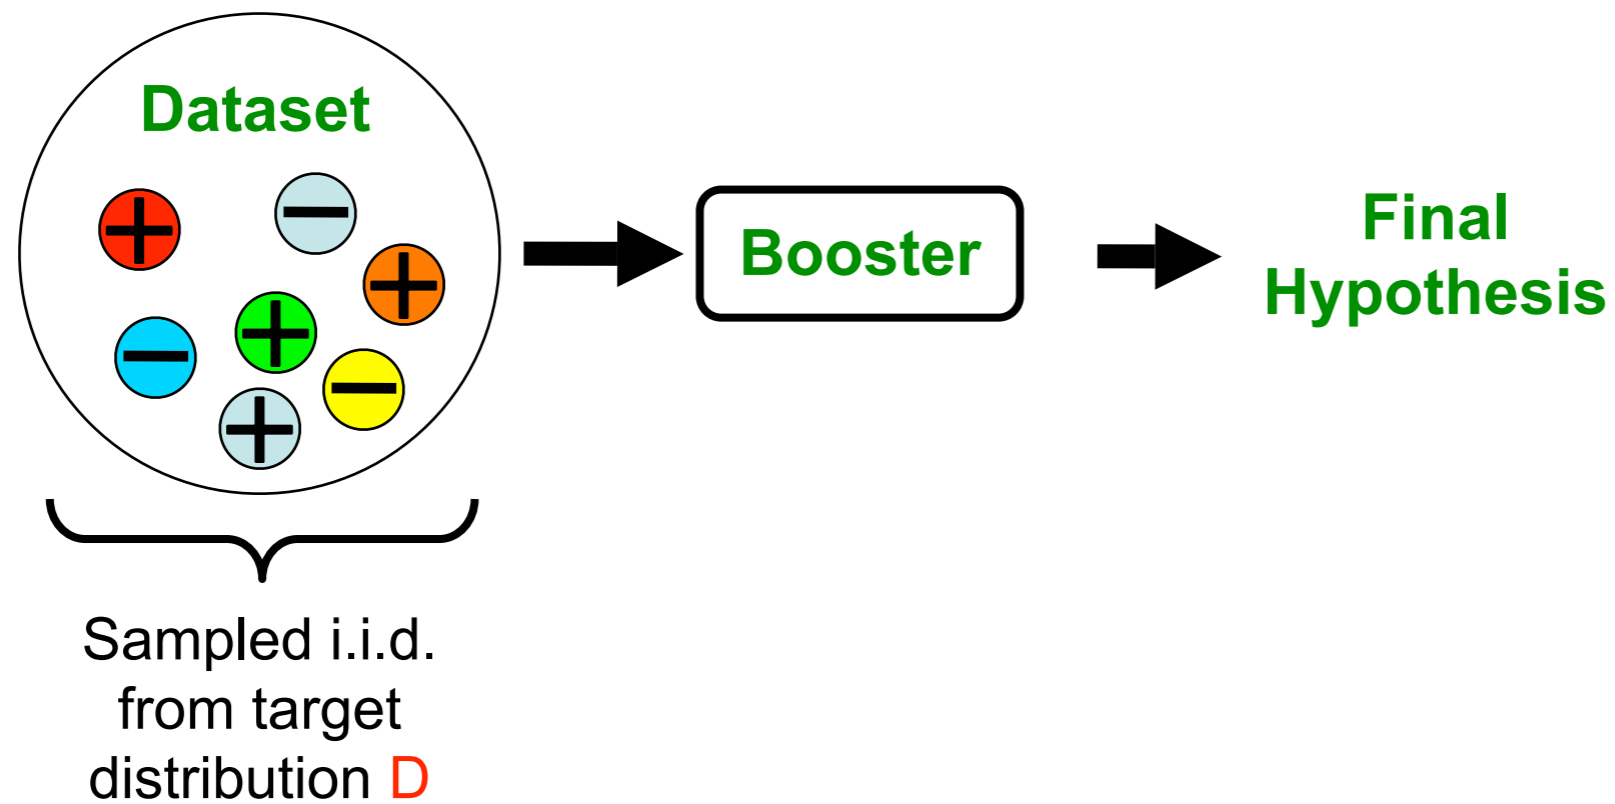 Dataset
+
−
+
+
−
−
+
Booster
Final
Hypothesis
Sampled i.i.d.
from target
distribution D